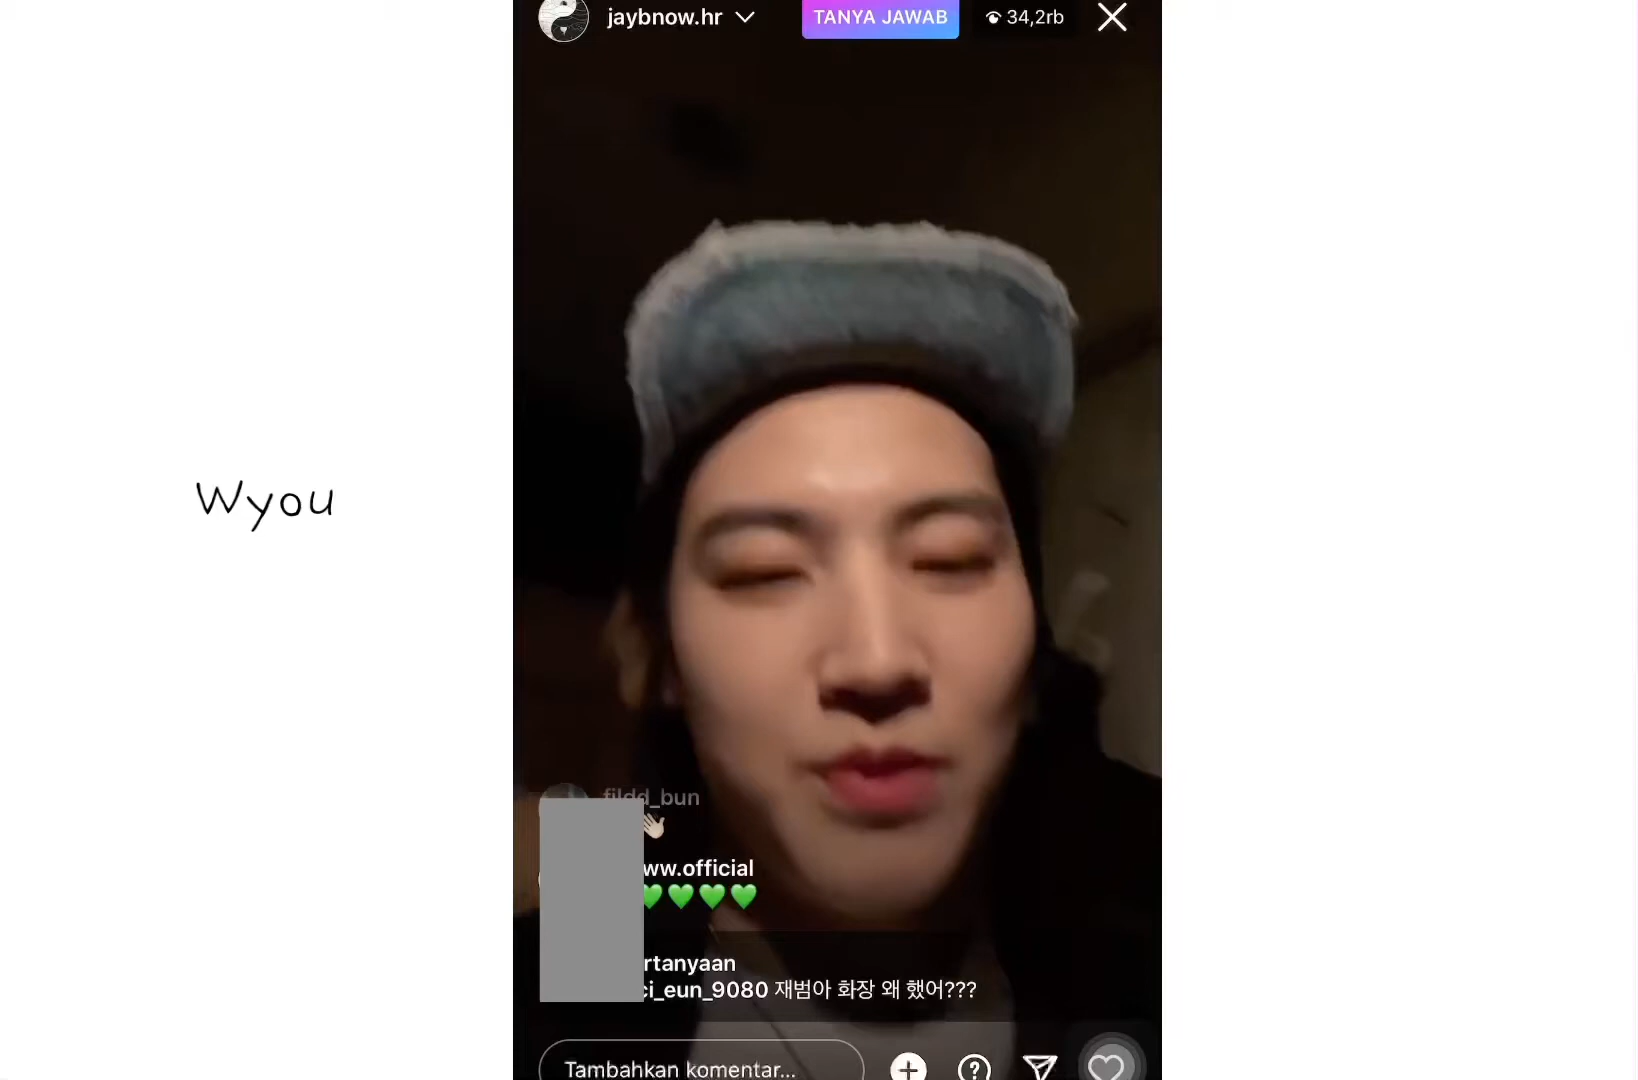 jaybnow.hr
TANYA JAWAB
34,2rb
Wyou
fildd_bun
ww.official
rtanyaan
ci_eun_9080 재범아 화장 왜 했어???
Tambahkan komentar...